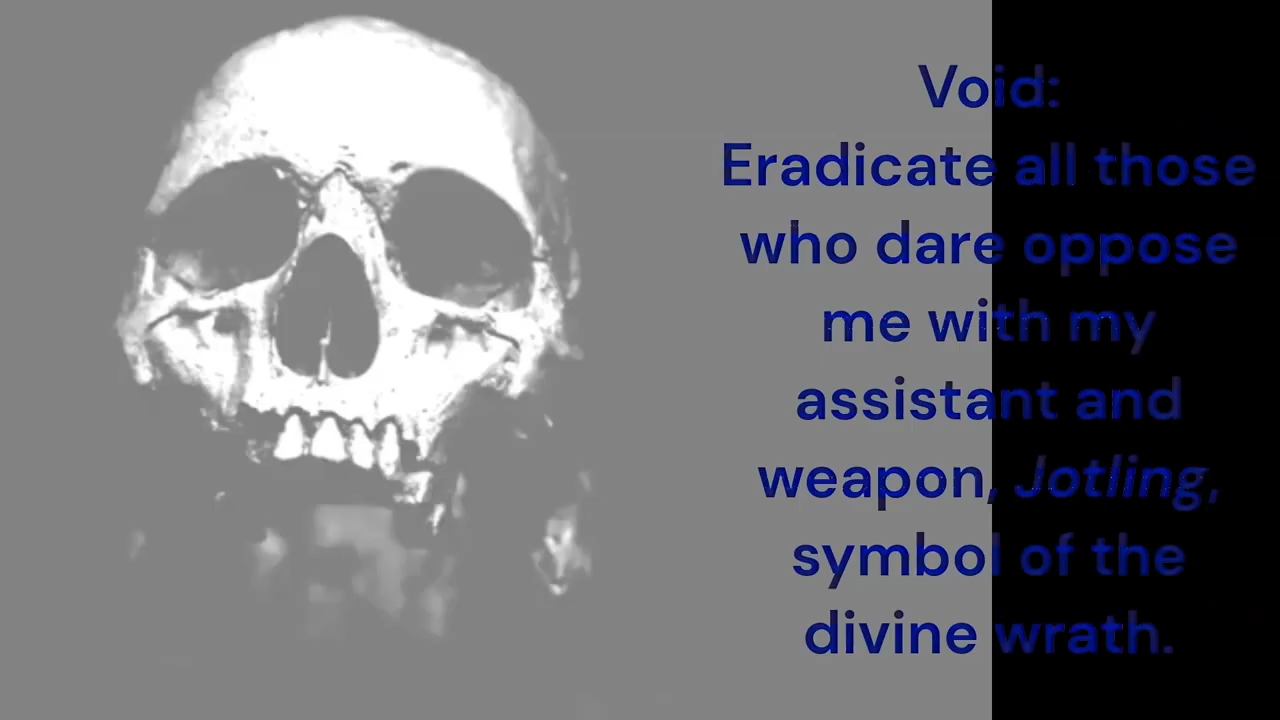 Void:
Eradicate all those
who dare oppose
me with my
assistant and
weapon, Jotling,
symbol of the
divine wrath.